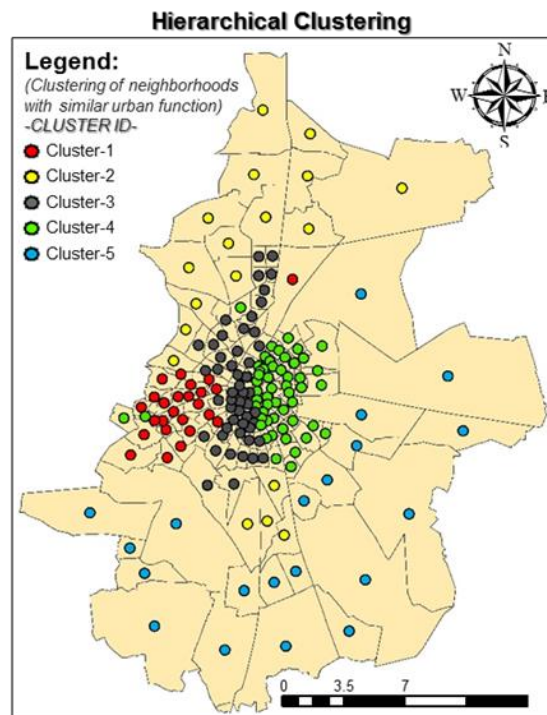 Hierarchical Clustering
Legend:
(Clustering of neighborhoods
with similar urban function)
-CLUSTER ID-
Cluster-1
Cluster-2
Cluster-3
Cluster-4
Cluster-5
N
W
E
S
0 3.5 7